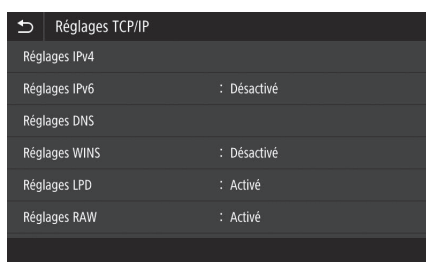 Réglages TCP/IP
Réglages IPv4
Réglages IPv6 : Désactivé
Réglages DNS
Réglages WINS : Désactivé
Réglages LPD : Activé
Réglages RAW : Activé